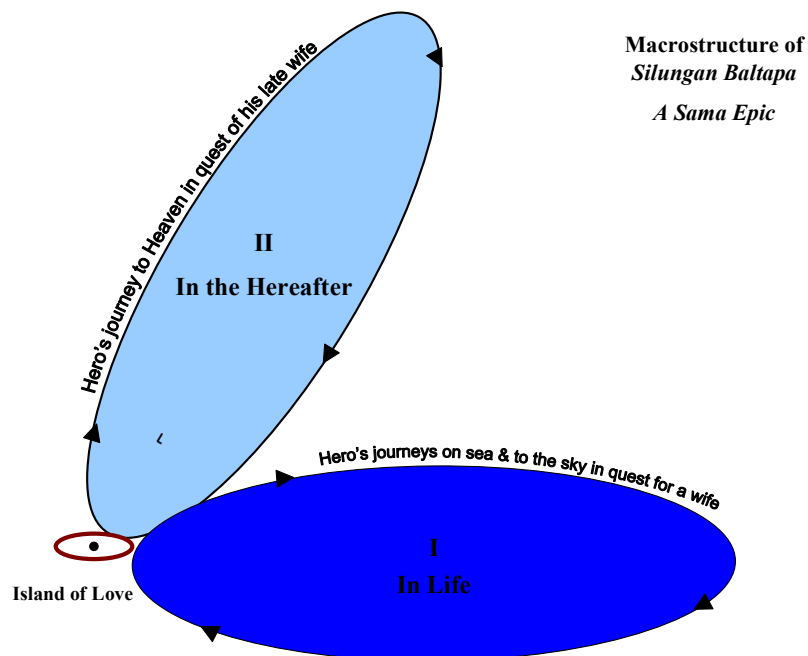 Macrostructure of
Silungan Baltapa
A Sama Epic
Hero's journey to Heaven in quest of his late wife
II
In the Hereafter
L
Hero's journeys on sea & to the sky in quest for a wife
I
In Life
Island of Love